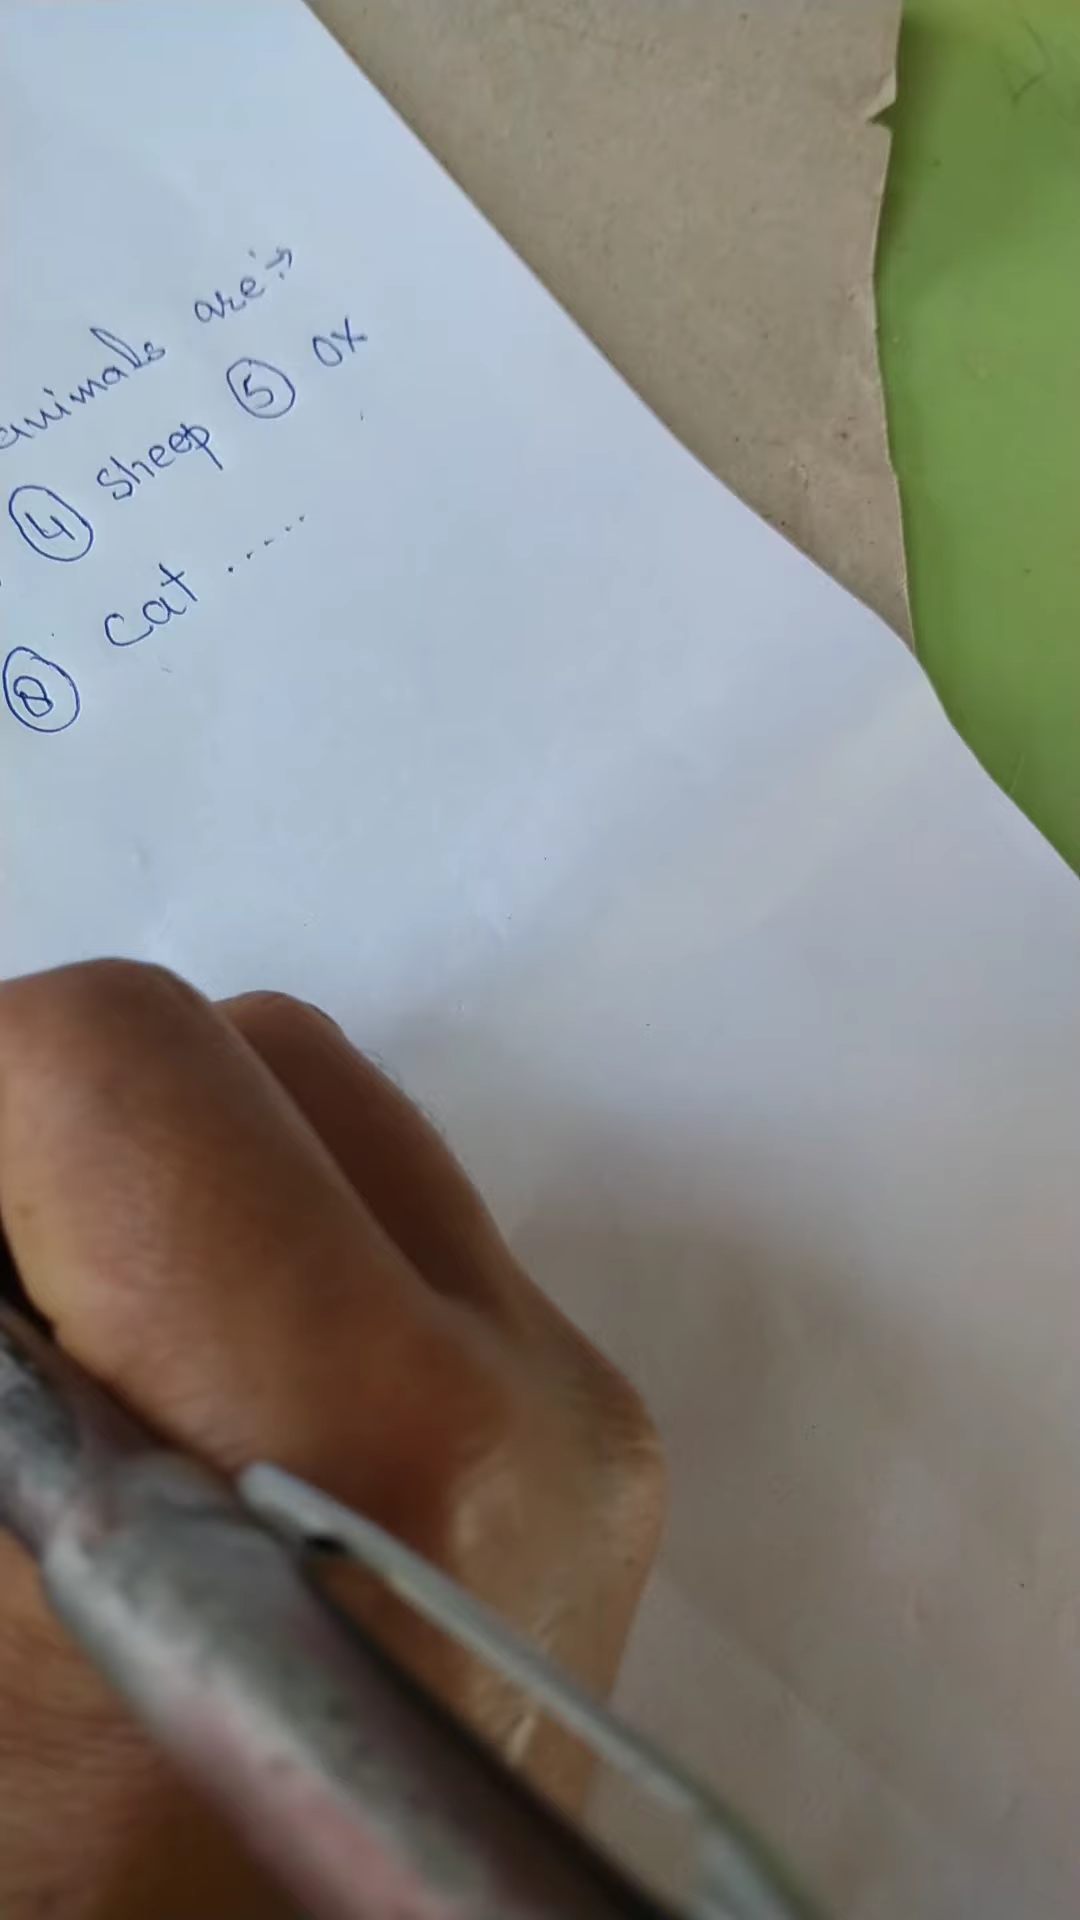 animals are :->
④ sheep ⑤ ox
⑧ cat ......